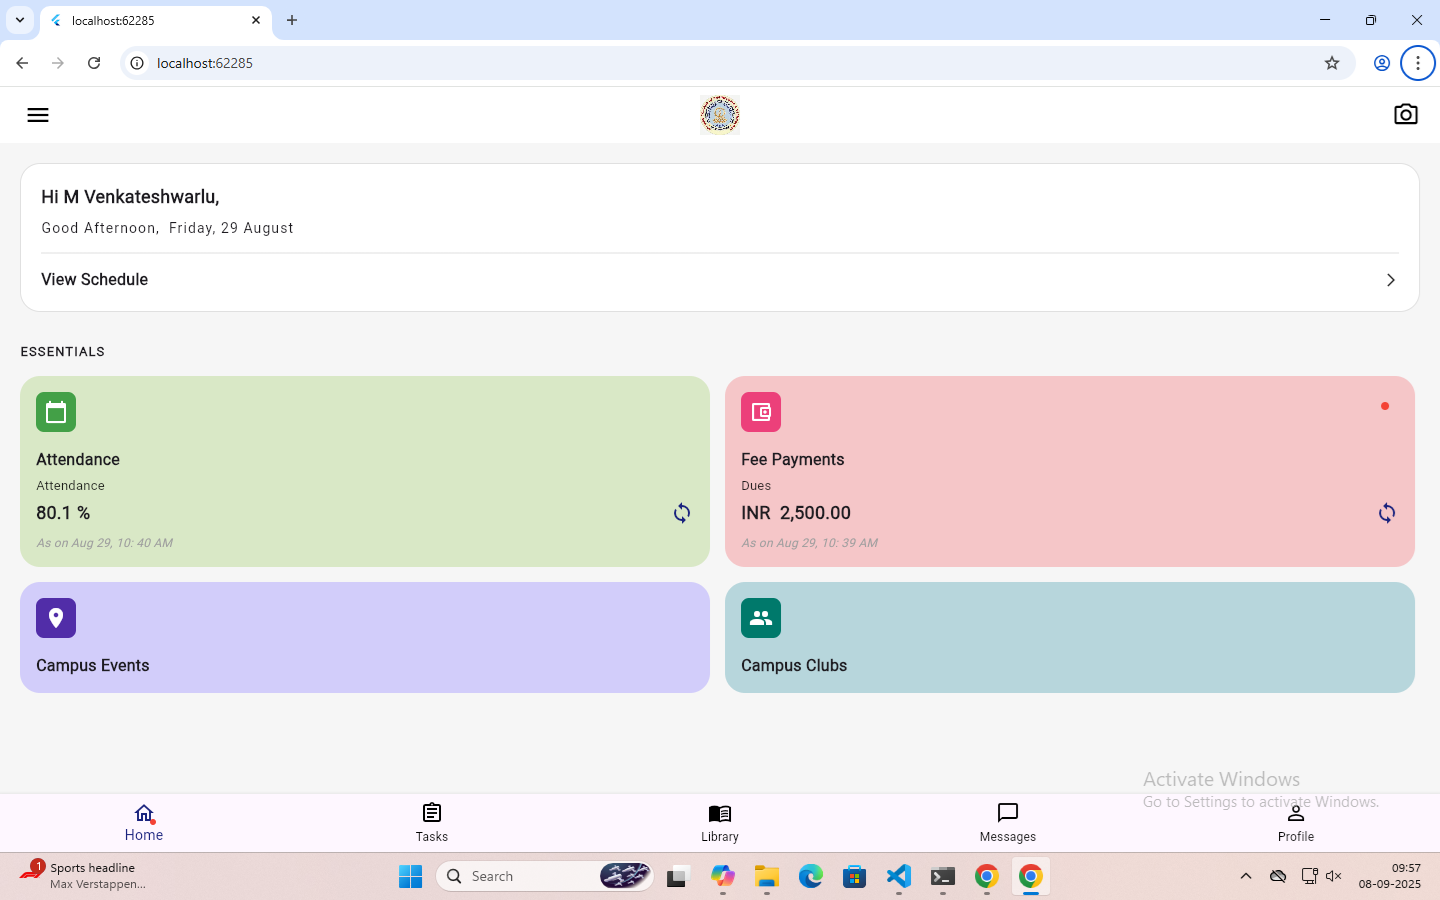 localhost:62285
localhost:62285
Hi M Venkateshwarlu,
Good Afternoon,  Friday, 29 August
View Schedule
ESSENTIALS
Attendance
Attendance
80.1 %
As on Aug 29, 10: 40 AM
Fee Payments
Dues
INR  2,500.00
As on Aug 29, 10: 39 AM
Campus Events
Campus Clubs
Activate Windows
Go to Settings to activate Windows.
Home
Tasks
Library
Messages
Profile
1
Sports headline
Max Verstappen...
Search
09:57
08-09-2025